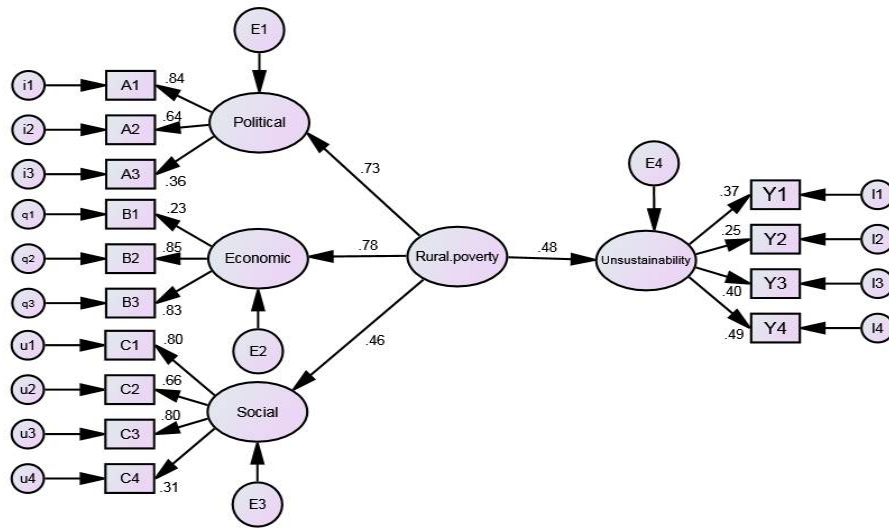 E1
i1
A1
.84
i2
A2
.64
Political
i3
A3
.36
.73
E4
q1
B1
.23
q2
B2
.85
Economic
.78
Rural.poverty
.48
Unsustainability
q3
B3
.83
.37
Y1
I1
.25
Y2
I2
.40
Y3
I3
.49
Y4
I4
E2
.46
u1
C1
.80
u2
C2
.66
Social
u3
C3
.80
u4
C4
.31
E3